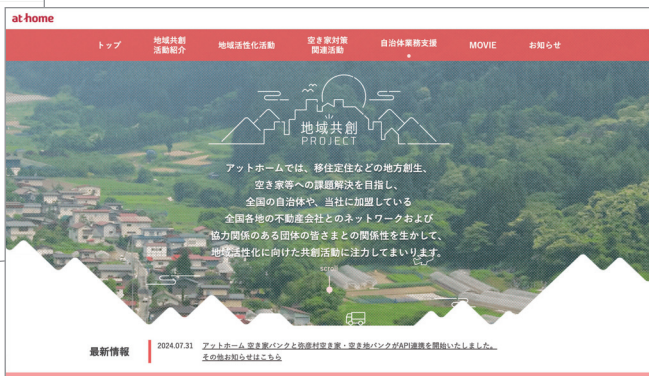 at home
トップ
地域共創
活動紹介
地域活性化活動
空き家対策
関連活動
自治体業務支援
MOVIE
お知らせ
地域共創
PROJECT
アットホームでは、移住定住などの地方創生、
空き家等への課題解決を目指し、
全国の自治体や、当社に加盟している
全国各地の不動産会社とのネットワークおよび
協力関係のある団体の皆さまとの関係性を生かして、
地域活性化に向けた共創活動に注力してまいります。
scroll
最新情報
2024.07.31 アットホーム 空き家バンクと弥彦村空き家・空き地バンクがAPI連携を開始いたしました。
その他お知らせはこちら